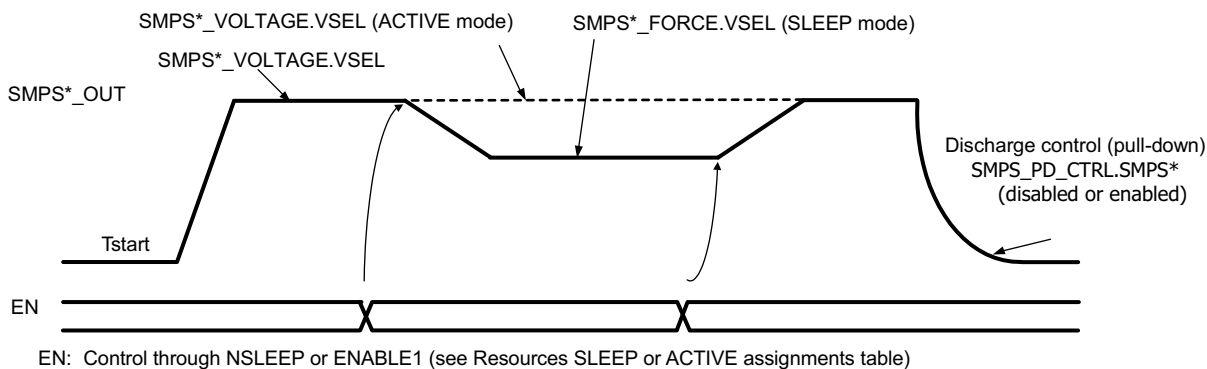 SMPS*_VOLTAGE.VSEL (ACTIVE mode)
SMPS*_FORCE.VSEL (SLEEP mode)
SMPS*_VOLTAGE.VSEL
SMPS*_OUT
Discharge control (pull-down)
SMPS_PD_CTRL.SMPS*
(disabled or enabled)
Tstart
EN
EN: Control through NSLEEP or ENABLE1 (see Resources SLEEP or ACTIVE assignments table)